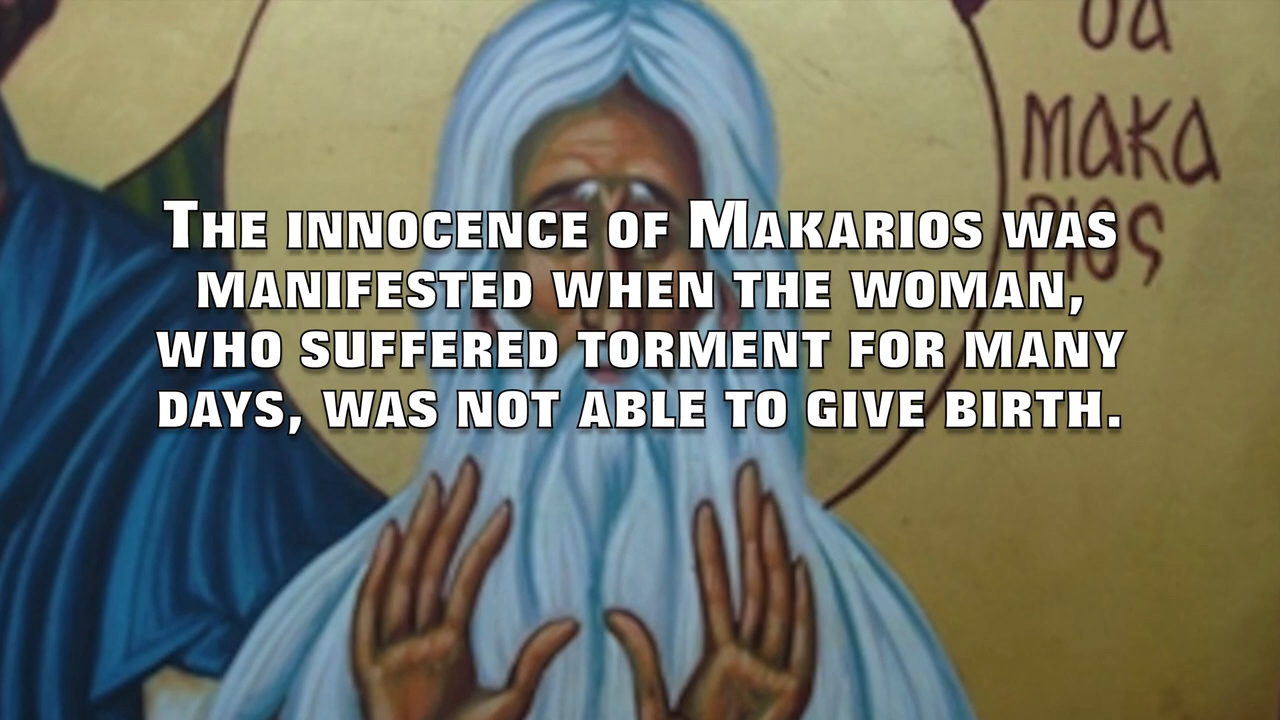 σα
μακα
ριος
The innocence of Makarios was
manifested when the woman,
who suffered torment for many
days, was not able to give birth.